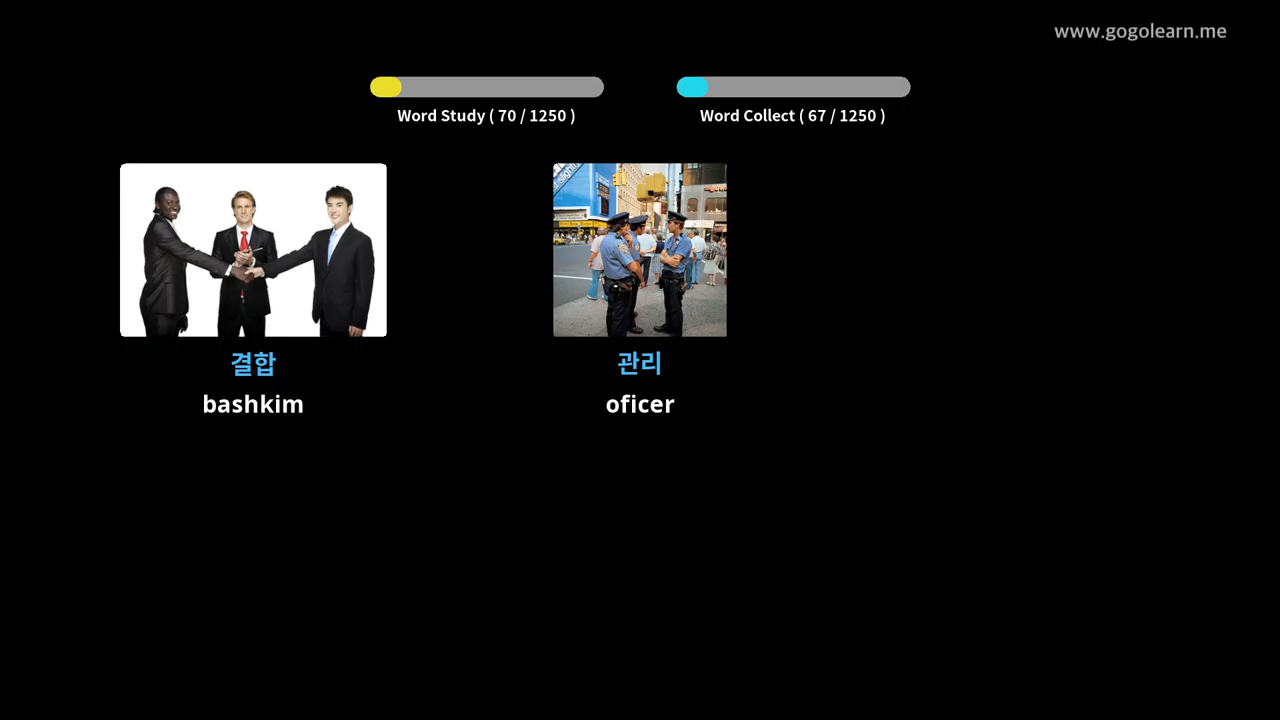 www.gogolearn.me
Word Study ( 70 / 1250 )
Word Collect ( 67 / 1250 )
결합
bashkim
관리
oficer